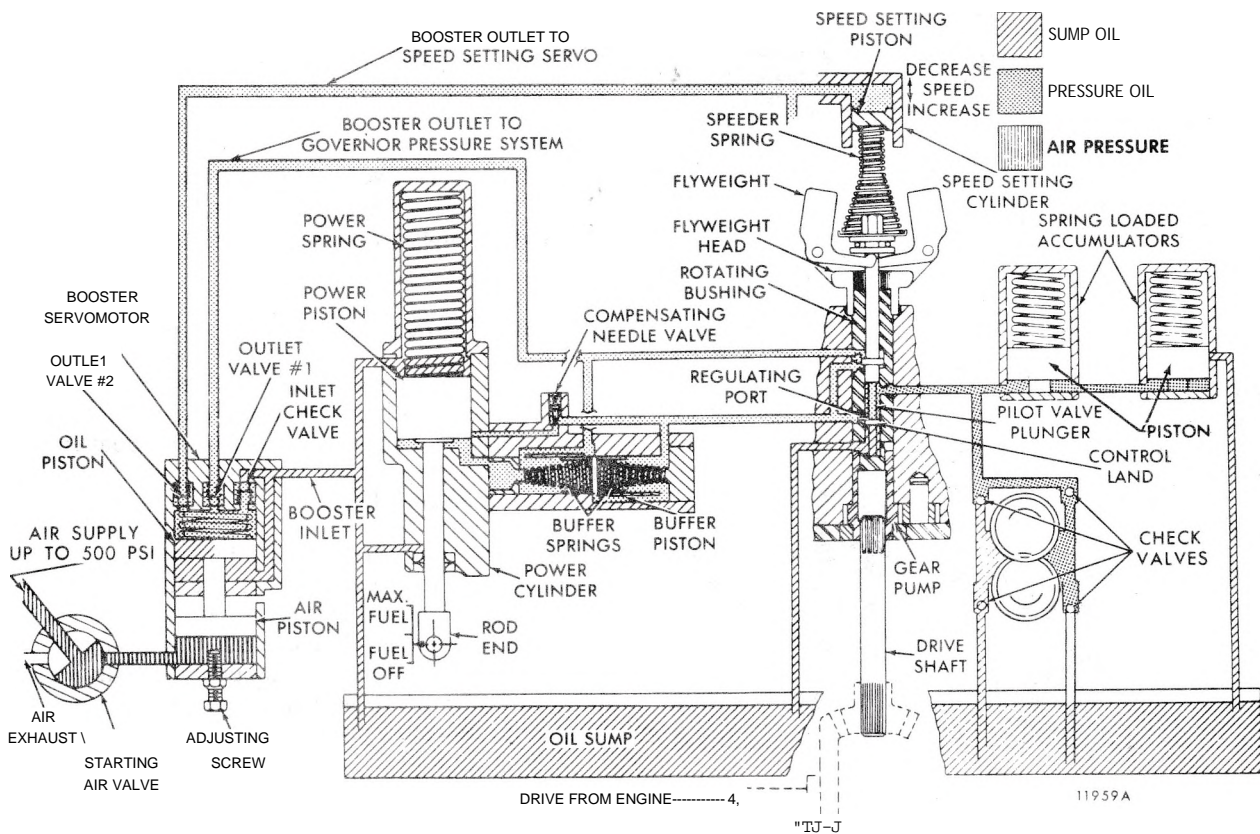 BOOSTER OUTLET TO
SPEED SETTING SERVO
SPEED SETTING
PISTON
SUMP OIL
DECREASE
SPEED
INCREASE
PRESSURE OIL
BOOSTER OUTLET TO
GOVERNOR PRESSURE SYSTEM
SPEEDER
SPRING
AIR PRESSURE
FLYWEIGHT
SPEED SETTING
CYLINDER
POWER
SPRING
FLYWEIGHT
HEAD
SPRING LOADED
ACCUMULATORS
ROTATING
BUSHING
POWER
PISTON
BOOSTER
SERVOMOTOR
COMPENSATING
NEEDLE VALVE
OUTLE1
VALVE #2
OUTLET
VALVE #1
INLET
CHECK
VALVE
REGULATING
PORT
PILOT VALVE
PLUNGER
PISTON
OIL
PISTON
CONTROL
LAND
BOOSTER
INLET
AIR SUPPLY
UP TO 500 PSI
BUFFER
SPRINGS
BUFFER
PISTON
CHECK
VALVES
POWER
CYLINDER
GEAR
PUMP
AIR
PISTON
MAX.
FUEL
FUEL
OFF
ROD
END
DRIVE
SHAFT
AIR
EXHAUST \
ADJUSTING
SCREW
OIL SUMP
STARTING
AIR VALVE
DRIVE FROM ENGINE----------- 4,
11959A
"TJ-J